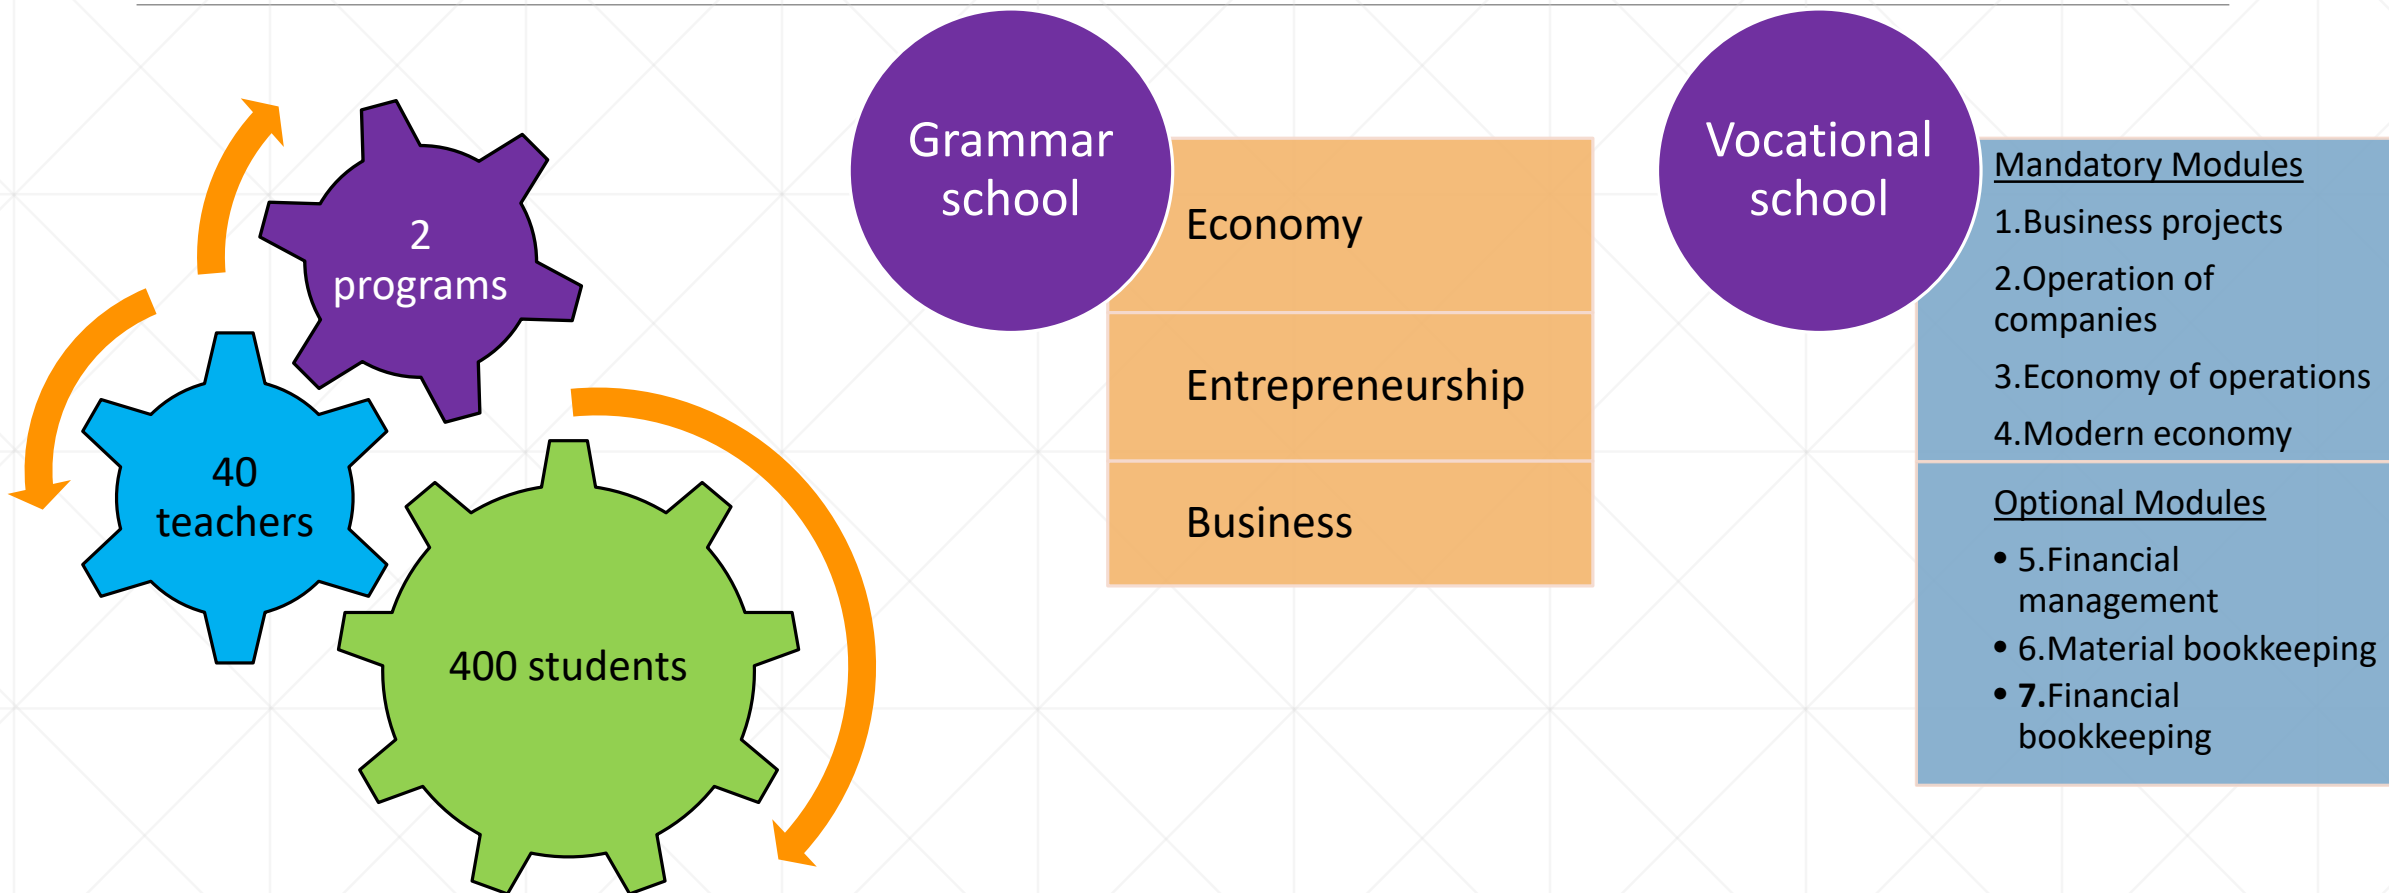 2
programs
40
teachers
400 students
Grammar
school
Economy
Entrepreneurship
Business
Vocational
school
Mandatory Modules
1.Business projects
2.Operation of
companies
3.Economy of operations
4.Modern economy
Optional Modules
• 5.Financial
management
• 6.Material bookkeeping
• 7.Financial
bookkeeping